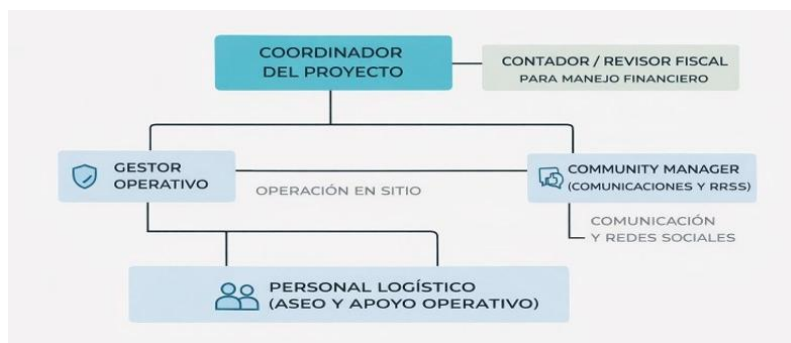 COORDINADOR
DEL PROYECTO
CONTADOR / REVISOR FISCAL
PARA MANEJO FINANCIERO
GESTOR
OPERATIVO
OPERACIÓN EN SITIO
COMMUNITY MANAGER
(COMUNICACIONES Y RRSS)
COMUNICACIÓN
Y REDES SOCIALES
PERSONAL LOGÍSTICO
(ASEO Y APOYO OPERATIVO)